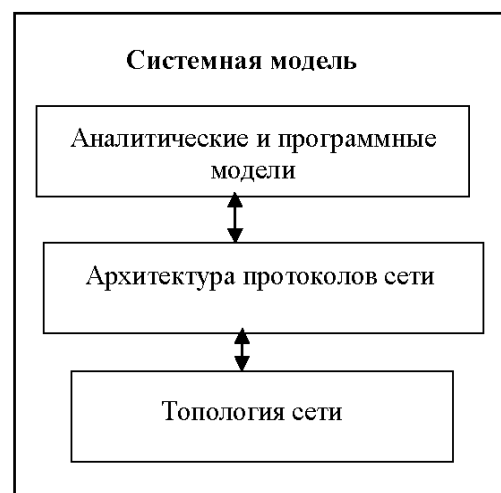 Системная модель
Аналитические и программные
модели
Архитектура протоколов сети
Топология сети